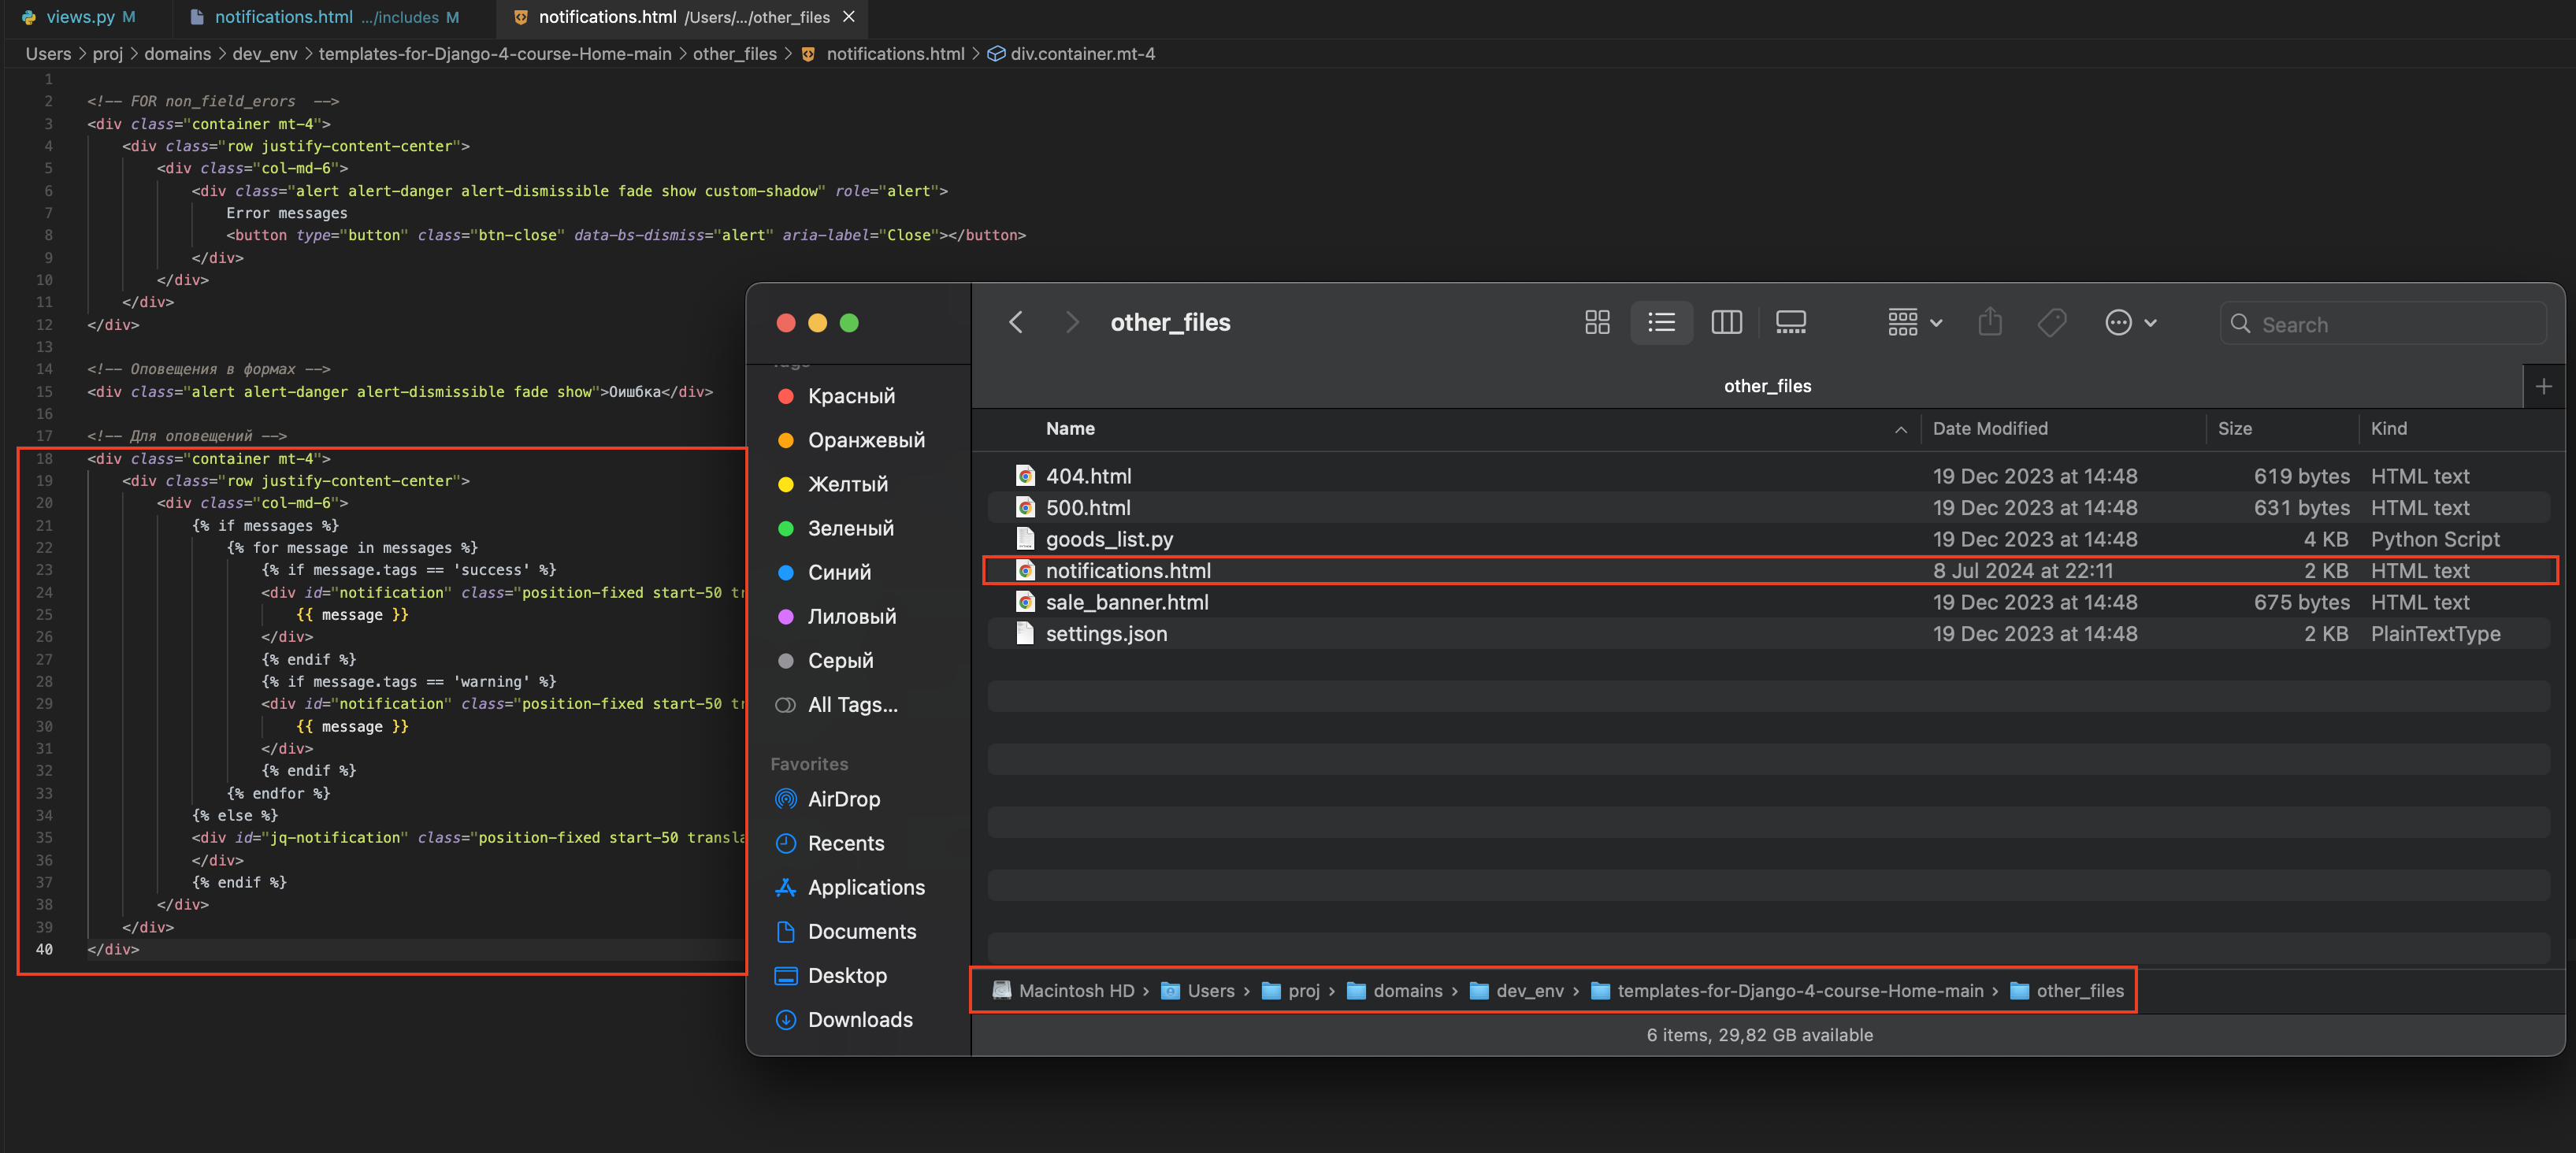 views.py M
notifications.html .../includes M
notifications.html /Users/.../other_files
Users > proj > domains > dev_env > templates-for-Django-4-course-Home-main > other_files > notifications.html > div.container.mt-4
1
2 <!-- FOR non_field_erors  -->
3 <div class="container mt-4">
4 <div class="row justify-content-center">
5 <div class="col-md-6">
6 <div class="alert alert-danger alert-dismissible fade show custom-shadow" role="alert">
7 Error messages
8 <button type="button" class="btn-close" data-bs-dismiss="alert" aria-label="Close"></button>
9 </div>
10 </div>
11 </div>
12 </div>
13
14 <!-- Оповещения в формах -->
15 <div class="alert alert-danger alert-dismissible fade show">Оишбка</div>
16
17 <!-- Для оповещений -->
18 <div class="container mt-4">
19 <div class="row justify-content-center">
20 <div class="col-md-6">
21 {% if messages %}
22 {% for message in messages %}
23 {% if message.tags == 'success' %}
24 <div id="notification" class="position-fixed start-50 tr
25 {{ message }}
26 </div>
27 {% endif %}
28 {% if message.tags == 'warning' %}
29 <div id="notification" class="position-fixed start-50 tr
30 {{ message }}
31 </div>
32 {% endif %}
33 {% endfor %}
34 {% else %}
35 <div id="jq-notification" class="position-fixed start-50 transla
36 </div>
37 {% endif %}
38 </div>
39 </div>
40 </div>
other_files
Search
Красный
Оранжевый
Желтый
Зеленый
Синий
Лиловый
Серый
All Tags...
Favorites
AirDrop
Recents
Applications
Documents
Desktop
Downloads
other_files
Name Date Modified Size Kind
404.html 19 Dec 2023 at 14:48 619 bytes HTML text
500.html 19 Dec 2023 at 14:48 631 bytes HTML text
goods_list.py 19 Dec 2023 at 14:48 4 KB Python Script
notifications.html 8 Jul 2024 at 22:11 2 KB HTML text
sale_banner.html 19 Dec 2023 at 14:48 675 bytes HTML text
settings.json 19 Dec 2023 at 14:48 2 KB PlainTextType
Macintosh HD › Users › proj › domains › dev_env › templates-for-Django-4-course-Home-main › other_files
6 items, 29,82 GB available